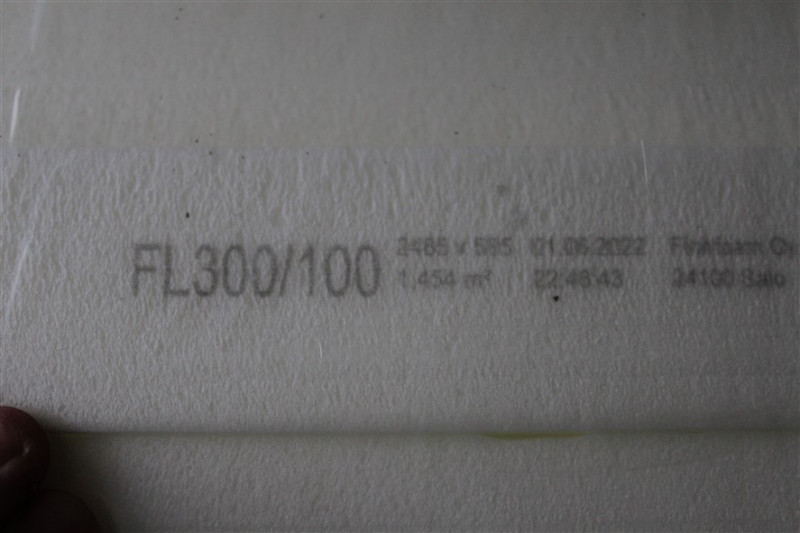 FL300/100
2485 x 585 01.06.2022 Finnfoam Oy
1,454 m² 22:46:43 24100 Salo